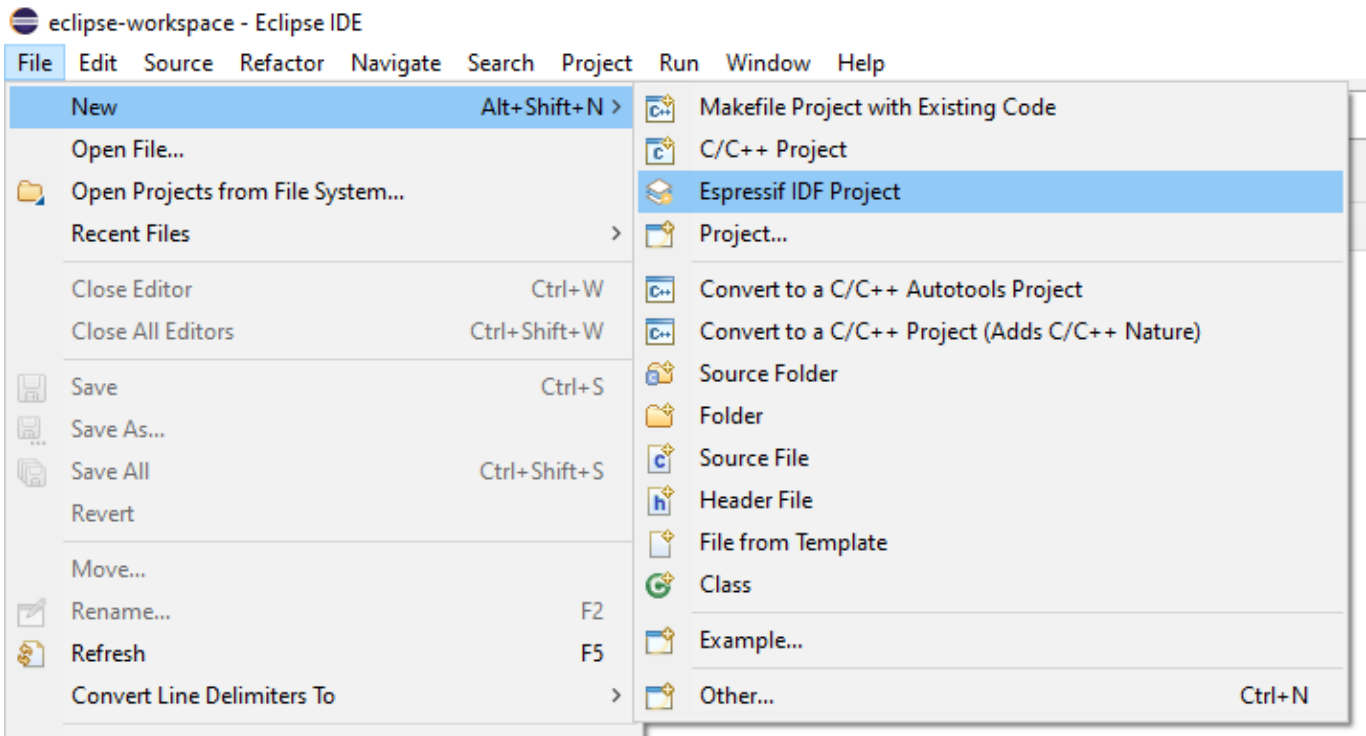 eclipse-workspace - Eclipse IDE
File Edit Source Refactor Navigate Search Project Run Window Help
New Alt+Shift+N >
Open File...
Open Projects from File System...
Recent Files >
Close Editor Ctrl+W
Close All Editors Ctrl+Shift+W
Save Ctrl+S
Save As...
Save All Ctrl+Shift+S
Revert
Move...
Rename... F2
Refresh F5
Convert Line Delimiters To >
Makefile Project with Existing Code
C/C++ Project
Espressif IDF Project
Project...
Convert to a C/C++ Autotools Project
Convert to a C/C++ Project (Adds C/C++ Nature)
Source Folder
Folder
Source File
Header File
File from Template
Class
Example...
Other... Ctrl+N